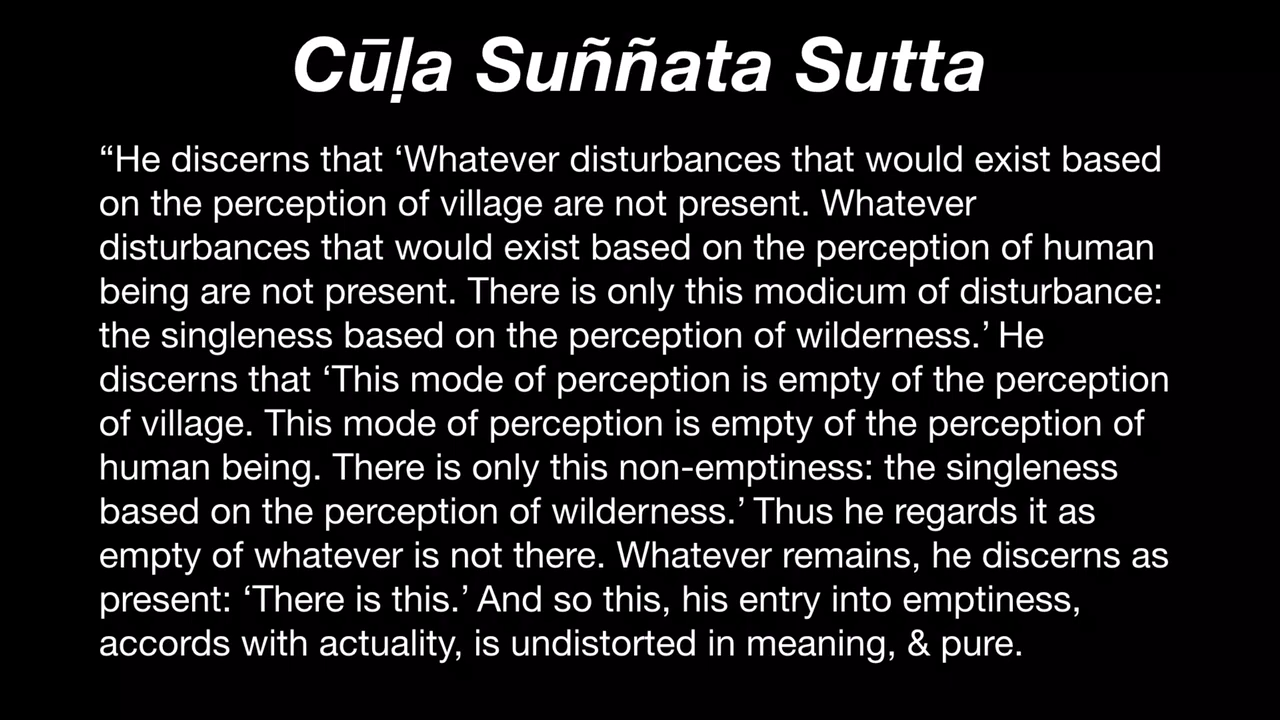 Cūḷa Suññata Sutta
“He discerns that ‘Whatever disturbances that would exist based
on the perception of village are not present. Whatever
disturbances that would exist based on the perception of human
being are not present. There is only this modicum of disturbance:
the singleness based on the perception of wilderness.’ He
discerns that ‘This mode of perception is empty of the perception
of village. This mode of perception is empty of the perception of
human being. There is only this non-emptiness: the singleness
based on the perception of wilderness.’ Thus he regards it as
empty of whatever is not there. Whatever remains, he discerns as
present: ‘There is this.’ And so this, his entry into emptiness,
accords with actuality, is undistorted in meaning, & pure.